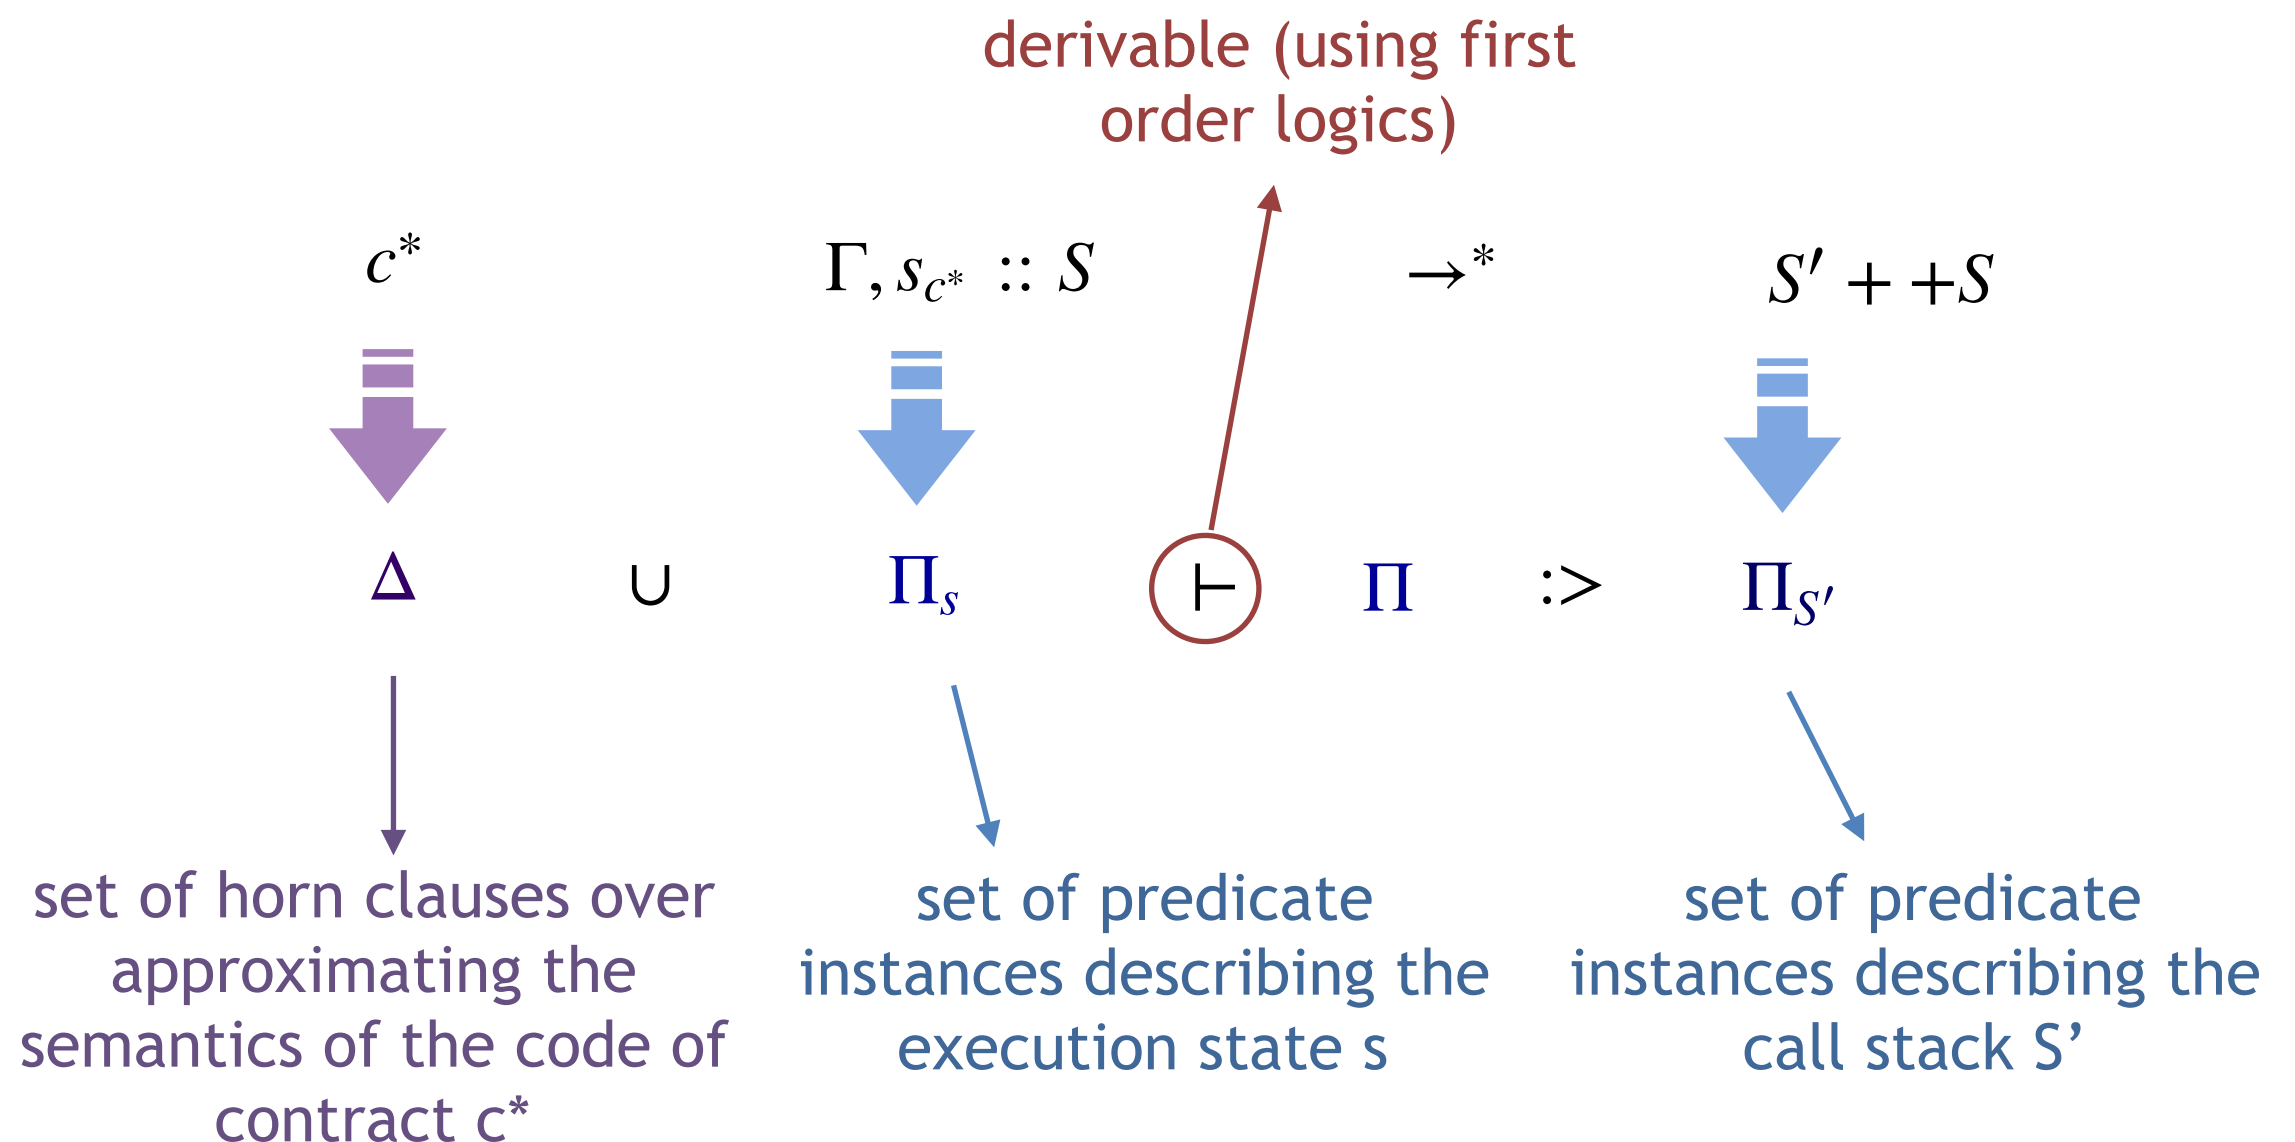 derivable (using first
order logics)
c* Γ, s_c* :: S →* S′ + +S
Δ ∪ Π_s ⊢ Π :> Π_S′
set of horn clauses over
approximating the
semantics of the code of
contract c*
set of predicate
instances describing the
execution state s
set of predicate
instances describing the
call stack S’